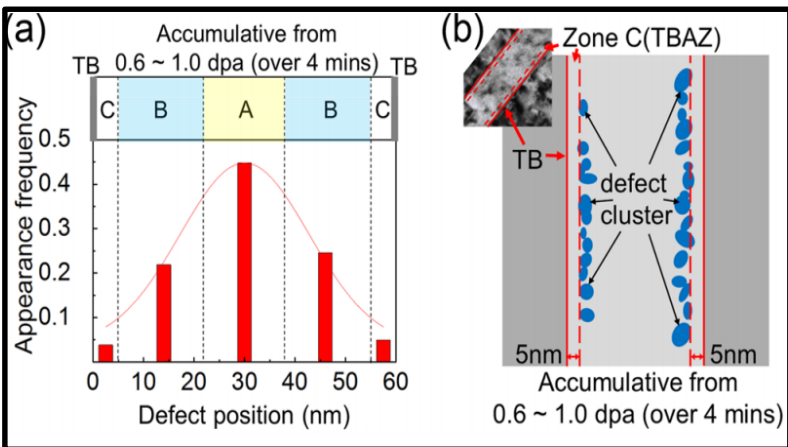 (a)
Accumulative from
0.6 ~ 1.0 dpa (over 4 mins)
TB
TB
C
B
A
B
C
0.5
0.4
0.3
0.2
0.1
Appearance frequency
0 10 20 30 40 50 60
Defect position (nm)
(b)
Zone C(TBAZ)
TB
defect
cluster
5nm
5nm
Accumulative from
0.6 ~ 1.0 dpa (over 4 mins)